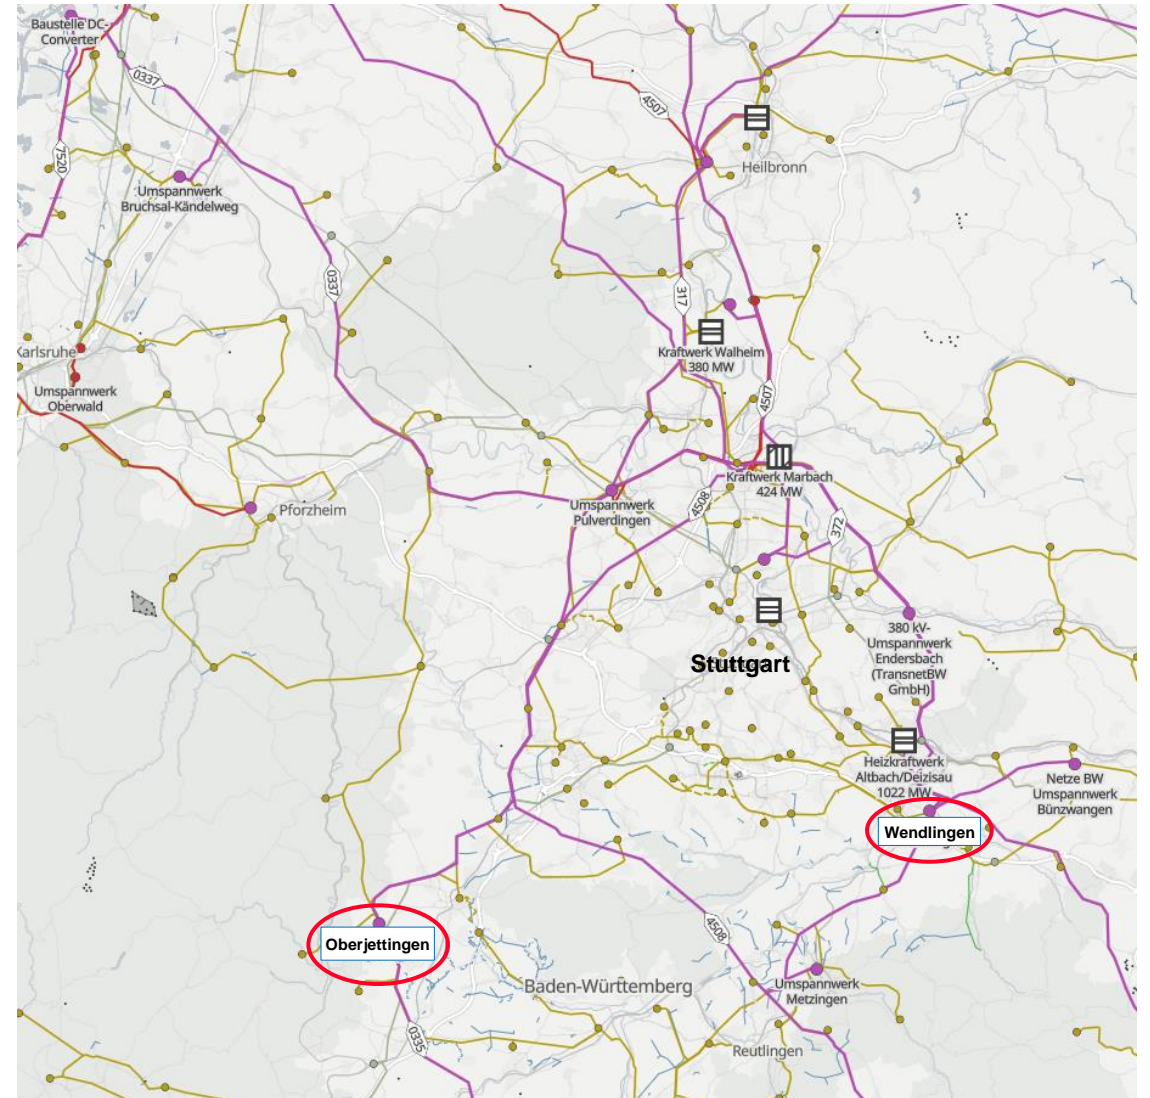 Baustelle DC-
Converter
0337
7520
4507
Heilbronn
Umspannwerk
Bruchsal-Kändelweg
0337
317
Karlsruhe
Kraftwerk Walheim
380 MW
Umspannwerk
Oberwald
4507
Kraftwerk Marbach
424 MW
4508
Pforzheim
Umspannwerk
Pulverdingen
372
380 kV-
Umspannwerk
Endersbach
(TransnetBW
GmbH)
Stuttgart
Heizkraftwerk
Altbach/Deizisau
1022 MW
Netze BW
Umspannwerk
Bünzwangen
Wendlingen
Oberjettingen
4508
Baden-Württemberg
Umspannwerk
Metzingen
0335
Reutlingen